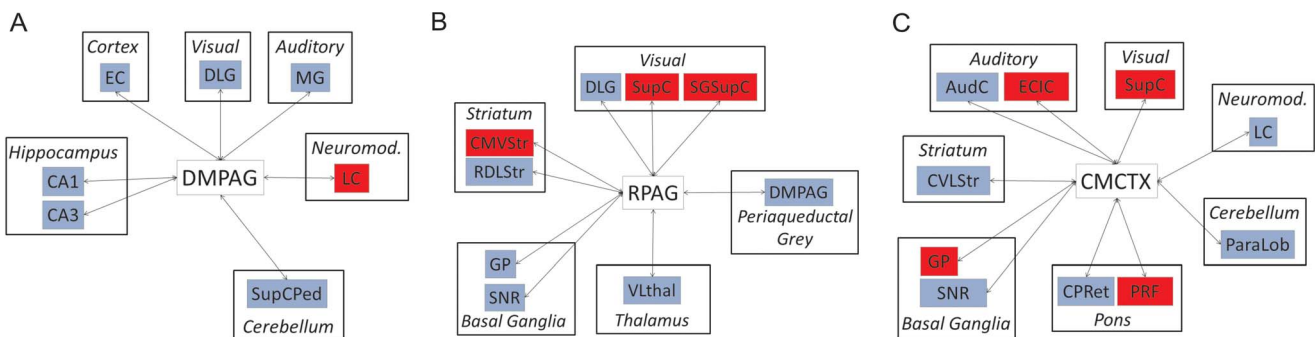 A
Cortex
EC
Visual
DLG
Auditory
MG
Hippocampus
CA1
CA3
DMPAG
Neuromod.
LC
SupCPed
Cerebellum
B
Visual
DLG SupC SGSupC
Striatum
CMVStr
RDLStr
RPAG
DMPAG
Periaqueductal
Grey
GP
SNR
Basal Ganglia
VLthal
Thalamus
C
Auditory
AudC ECIC
Visual
SupC
Neuromod.
LC
Striatum
CVLStr
CMCTX
Cerebellum
ParaLob
GP
SNR
Basal Ganglia
CPRet PRF
Pons